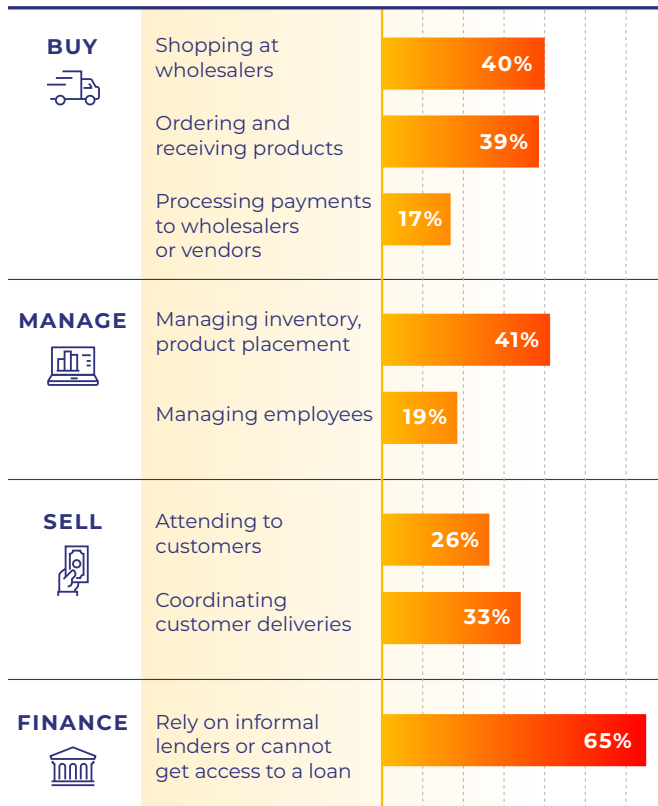 BUY
Shopping at
wholesalers
40%
Ordering and
receiving products
39%
Processing payments
to wholesalers
or vendors
17%
MANAGE
Managing inventory,
product placement
41%
Managing employees
19%
SELL
Attending to
customers
26%
Coordinating
customer deliveries
33%
FINANCE
Rely on informal
lenders or cannot
get access to a loan
65%